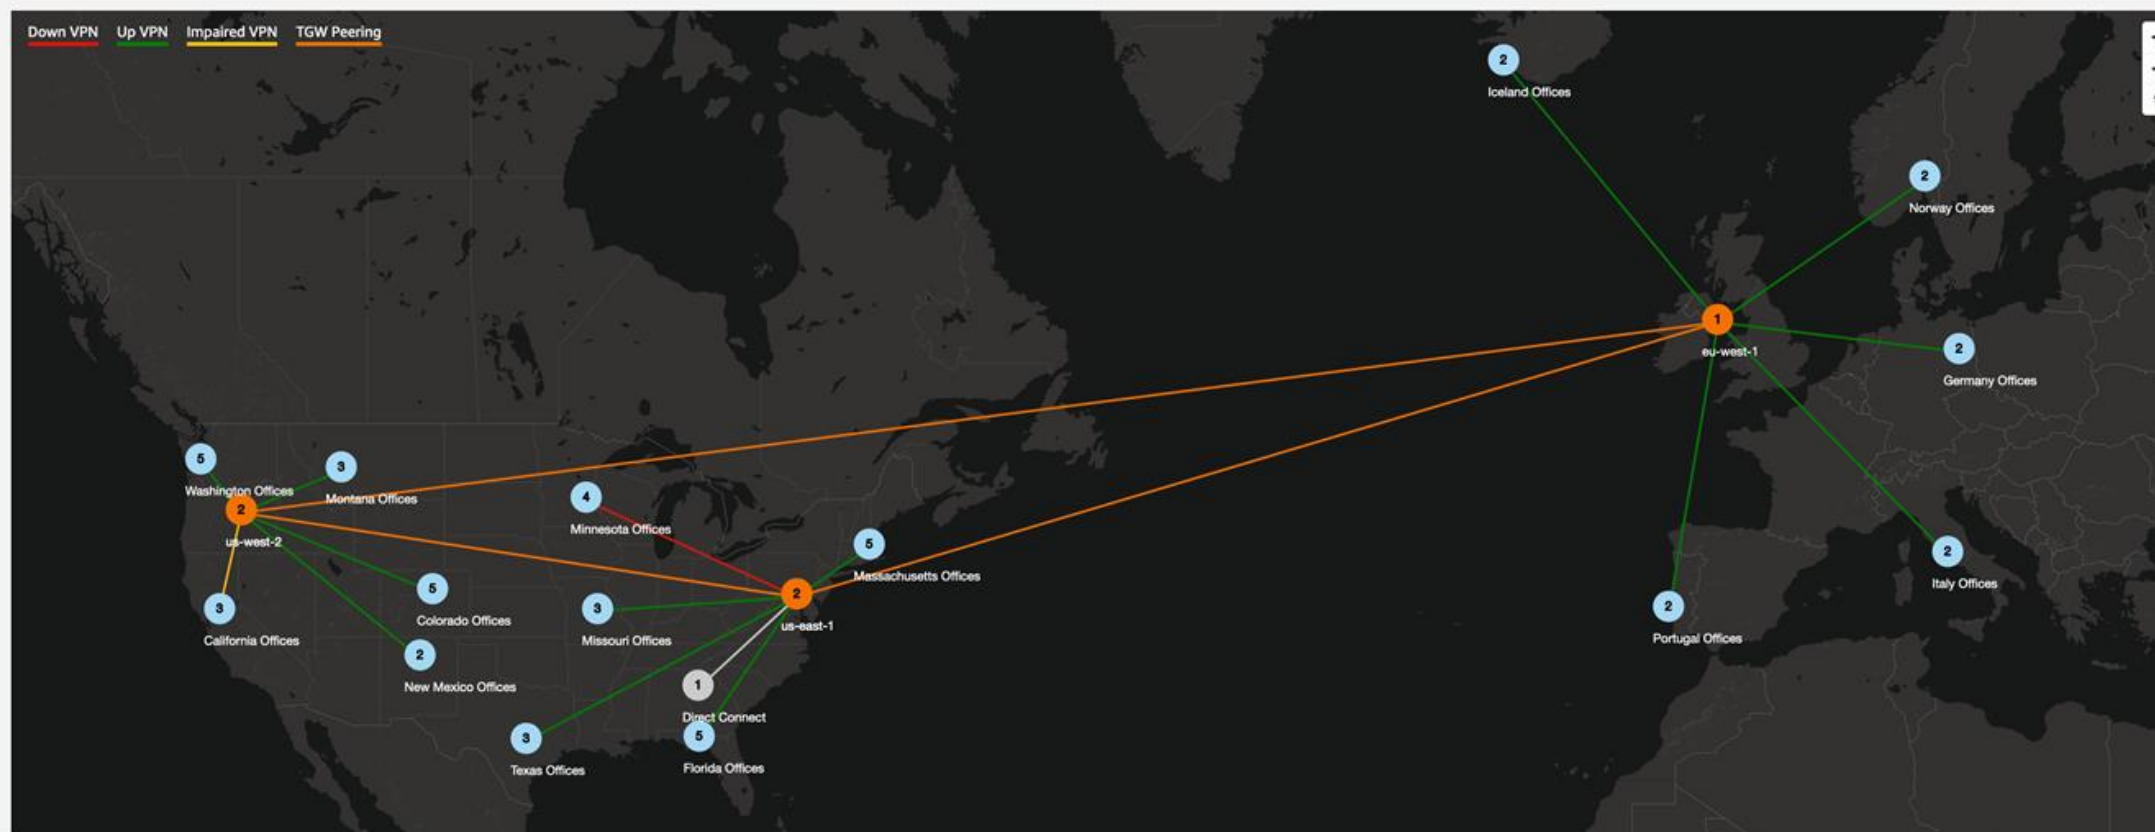 Down VPN Up VPN Impaired VPN TGW Peering
2
Iceland Offices
2
Norway Offices
1
eu-west-1
2
Germany Offices
5
Washington Offices
3
Montana Offices
2
us-west-2
4
Minnesota Offices
5
Massachusetts Offices
2
Italy Offices
5
Colorado Offices
2
us-east-1
3
California Offices
3
Missouri Offices
2
Portugal Offices
2
New Mexico Offices
1
Direct Connect
3
Texas Offices
5
Florida Offices